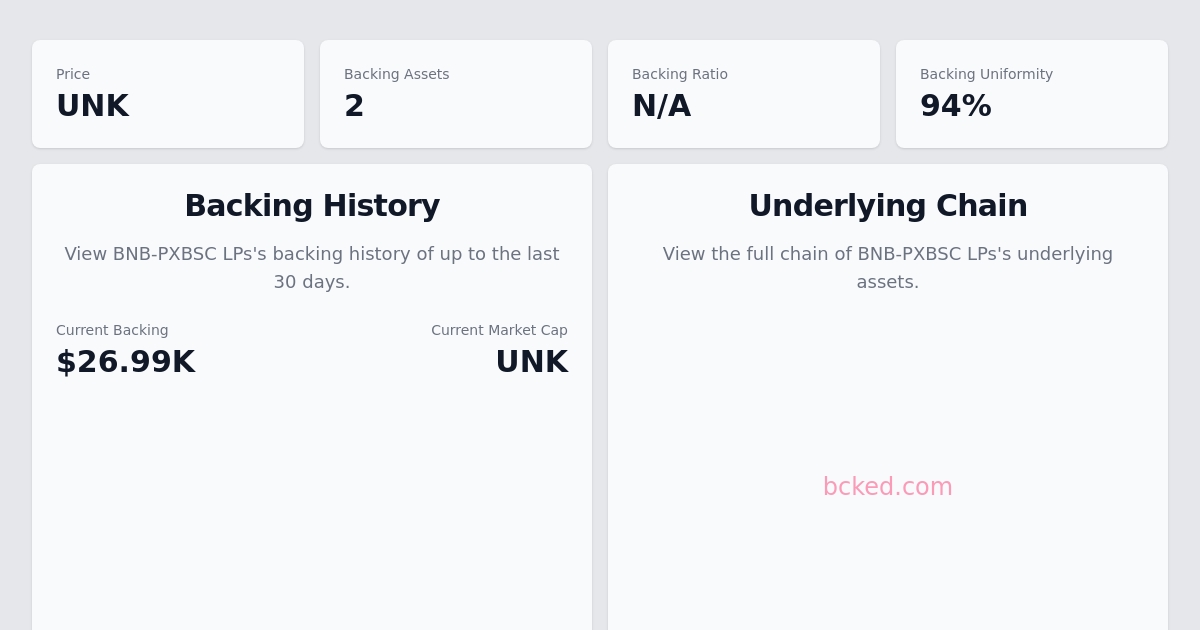 Price
UNK
Backing Assets
2
Backing Ratio
N/A
Backing Uniformity
94%
Backing History
View BNB-PXBSC LPs's backing history of up to the last
30 days.
Current Backing
$26.99K
Current Market Cap
UNK
Underlying Chain
View the full chain of BNB-PXBSC LPs's underlying
assets.
bcked.com